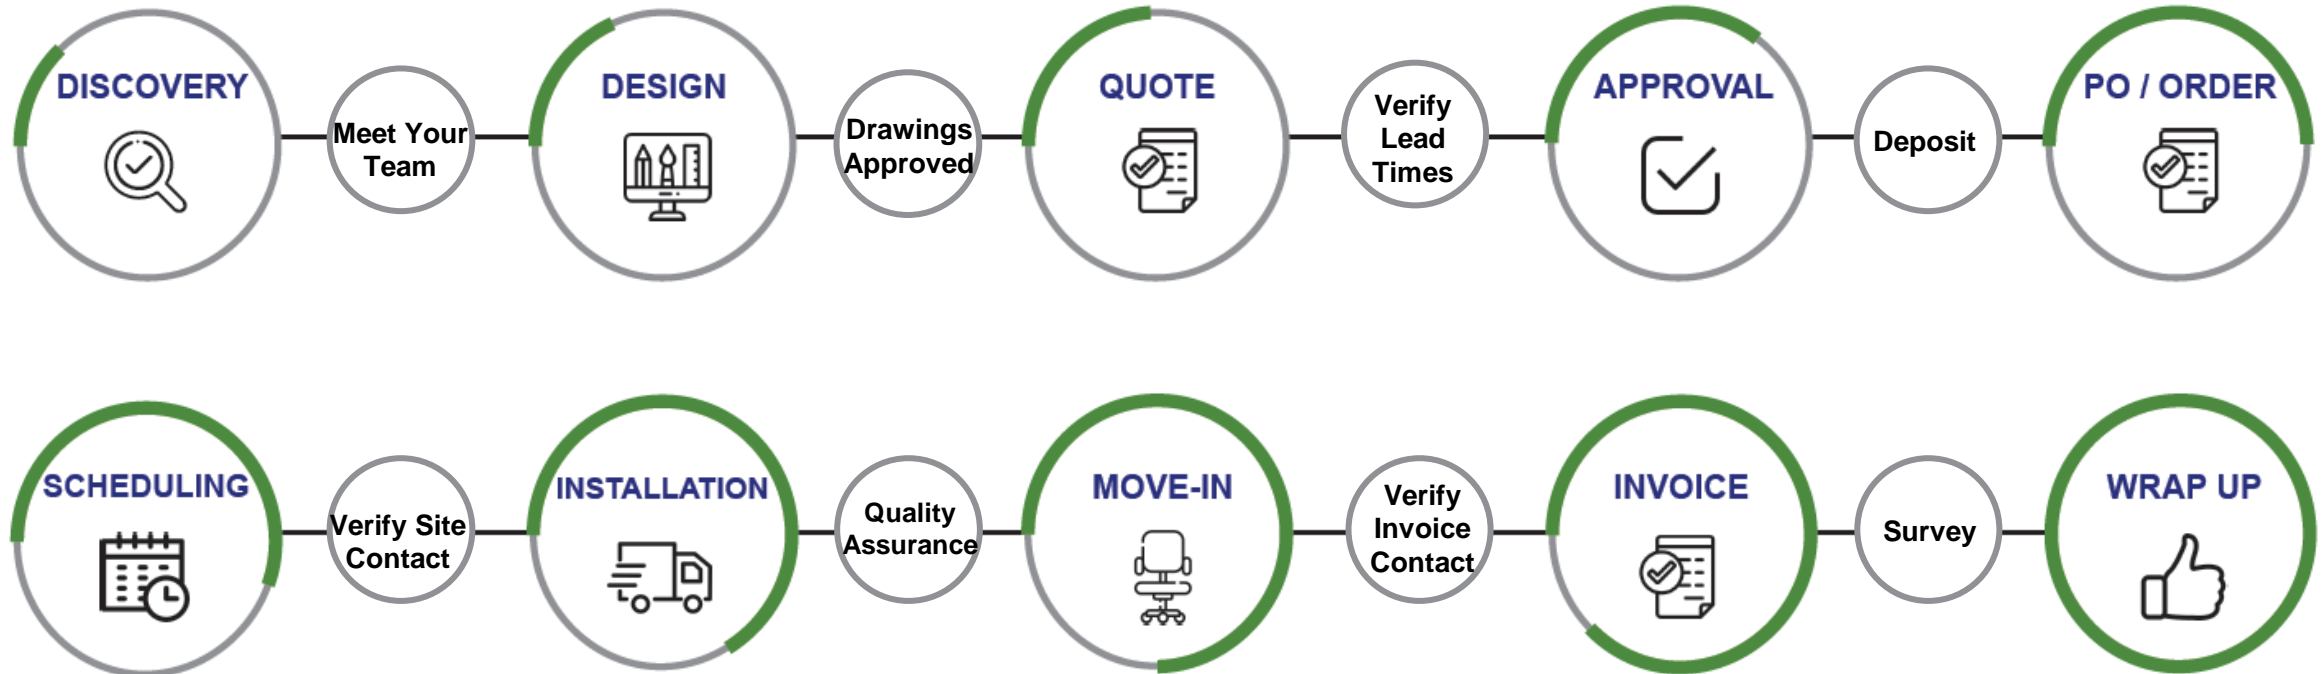 DISCOVERY
Meet Your
Team
DESIGN
Drawings
Approved
QUOTE
Verify
Lead
Times
APPROVAL
Deposit
PO / ORDER
SCHEDULING
Verify Site
Contact
INSTALLATION
Quality
Assurance
MOVE-IN
Verify
Invoice
Contact
INVOICE
Survey
WRAP UP